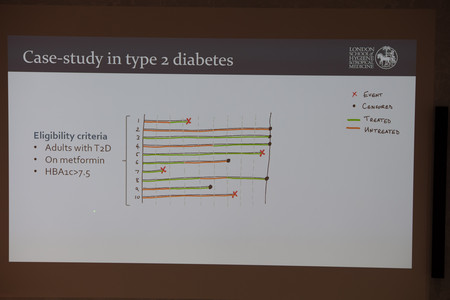 Case-study in type 2 diabetes
LONDON
SCHOOL of
HYGIENE
&TROPICAL
MEDICINE
× EVENT
• CENSORED
TREATED
UNTREATED
Eligibility criteria
• Adults with T2D
• On metformin
• HBA1c>7.5
1
2
3
4
5
6
7
8
9
10